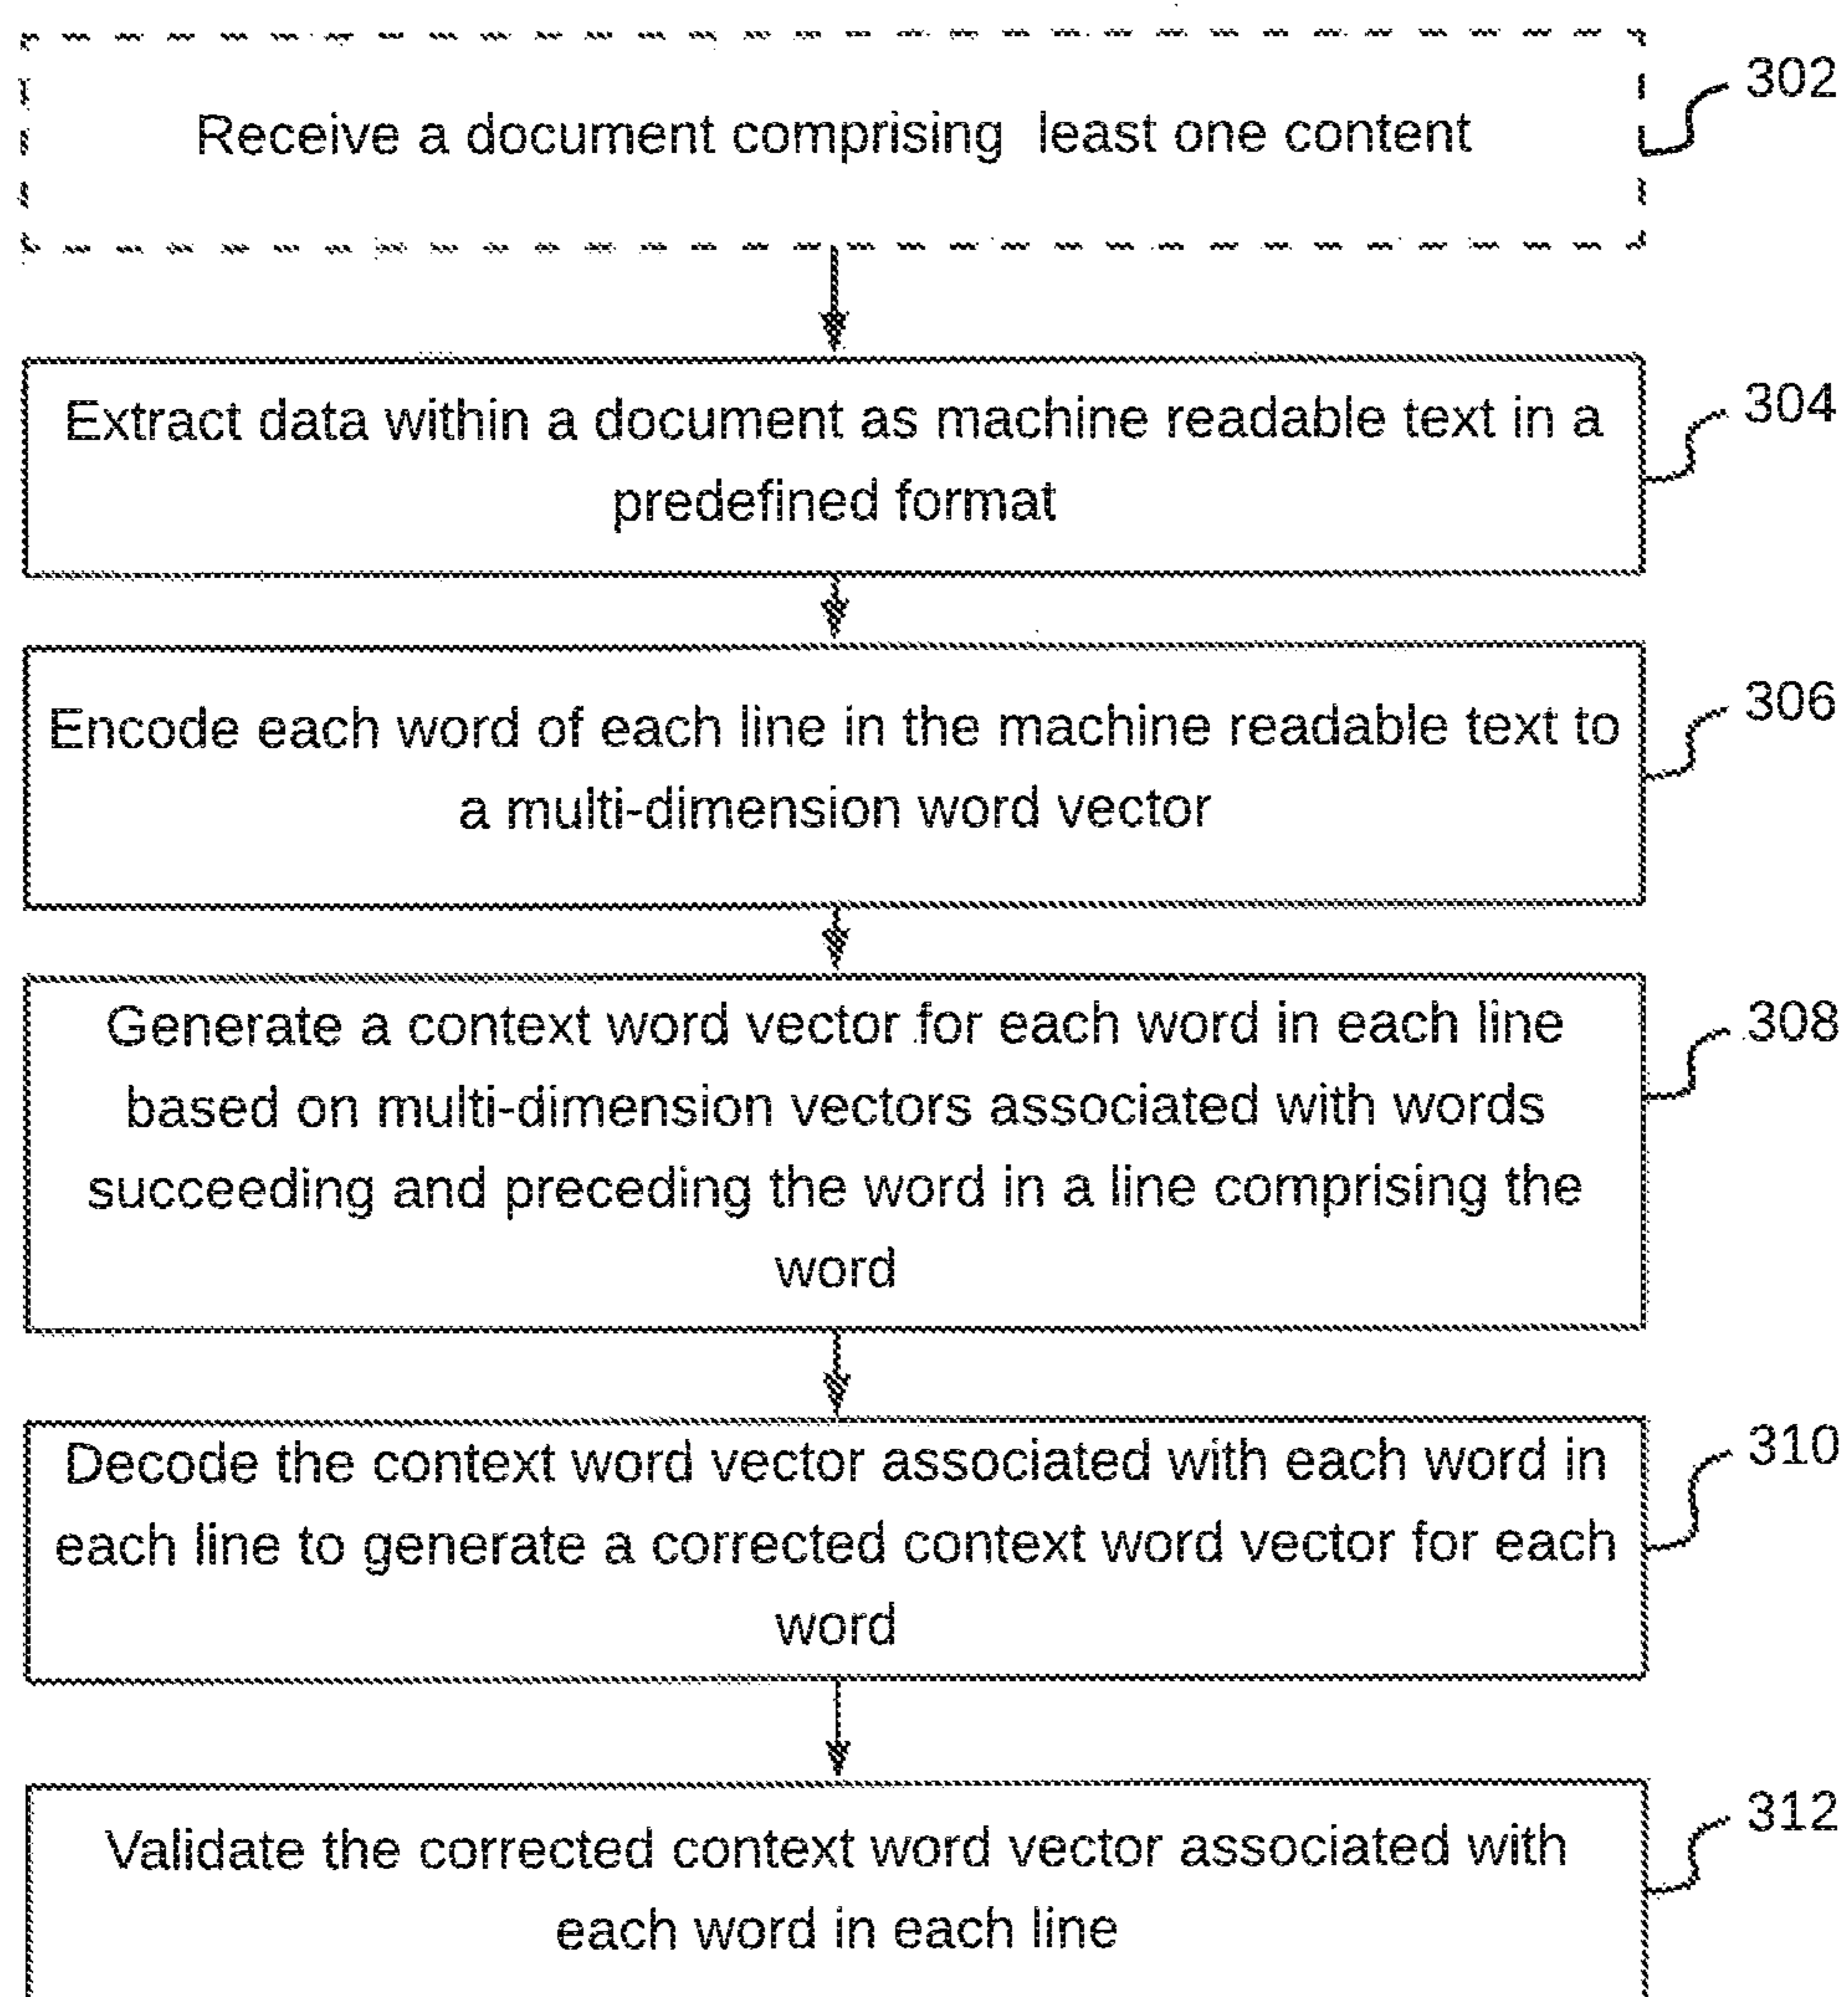 Receive a document comprising least one content
302
Extract data within a document as machine readable text in a
predefined format
304
Encode each word of each line in the machine readable text to
a multi-dimension word vector
306
Generate a context word vector for each word in each line
based on multi-dimension vectors associated with words
succeeding and preceding the word in a line comprising the
word
308
Decode the context word vector associated with each word in
each line to generate a corrected context word vector for each
word
310
Validate the corrected context word vector associated with
each word in each line
312